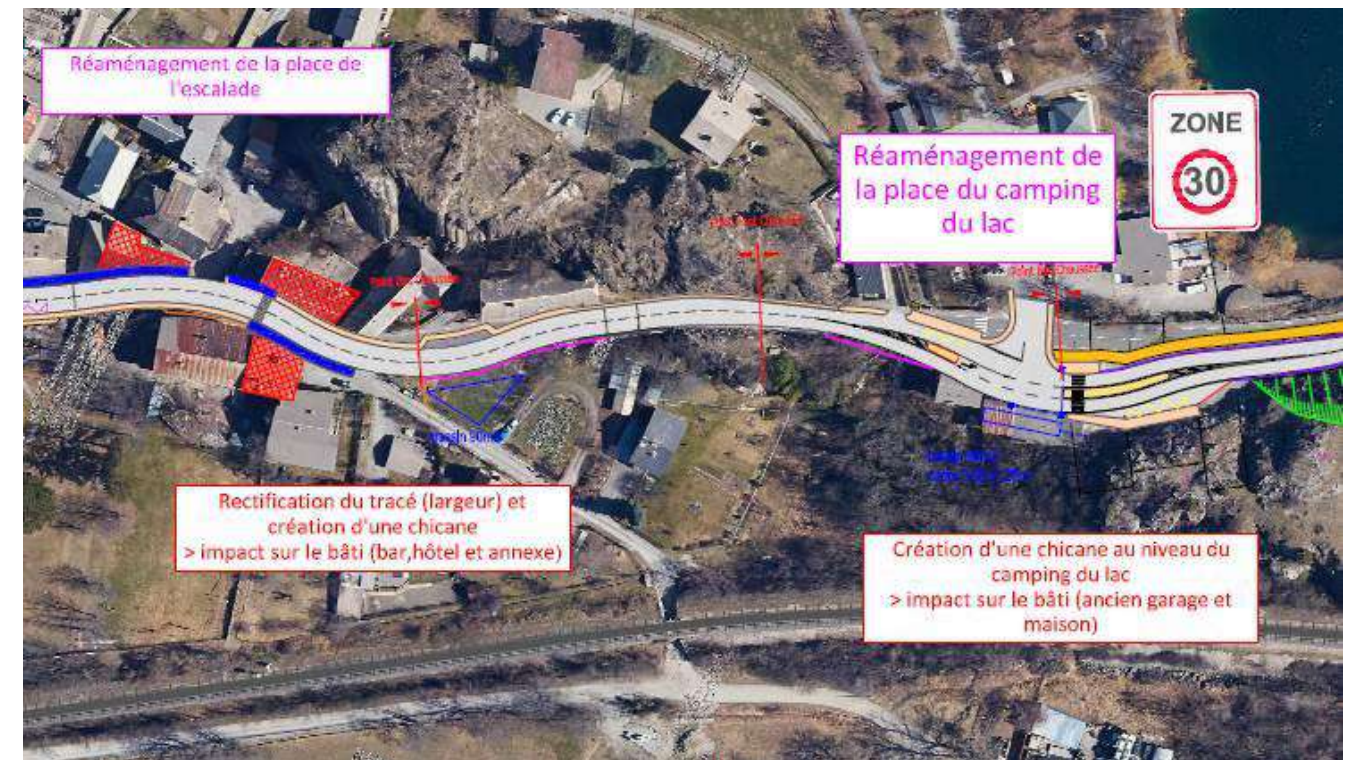 Réaménagement de la place de
l'escalade
ZONE
30
Réaménagement de
la place du camping
du lac
Rectification du tracé (largeur) et
création d'une chicane
> impact sur le bâti (bar,hôtel et annexe)
Création d'une chicane au niveau du
camping du lac
> impact sur le bâti (ancien garage et
maison)